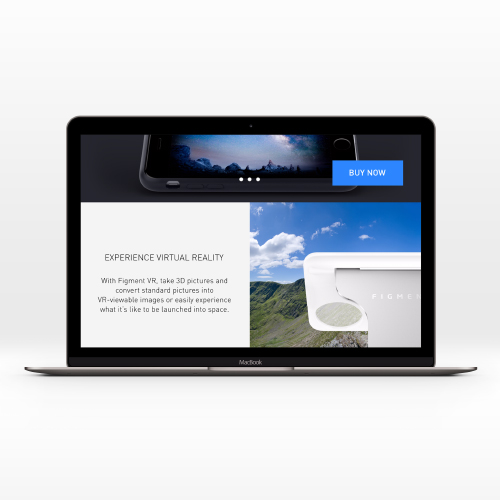 BUY NOW
EXPERIENCE VIRTUAL REALITY
With Figment VR, take 3D pictures and
convert standard pictures into
VR-viewable images or easily experience
what it's like to be launched into space.
FIGMEN
MacBook